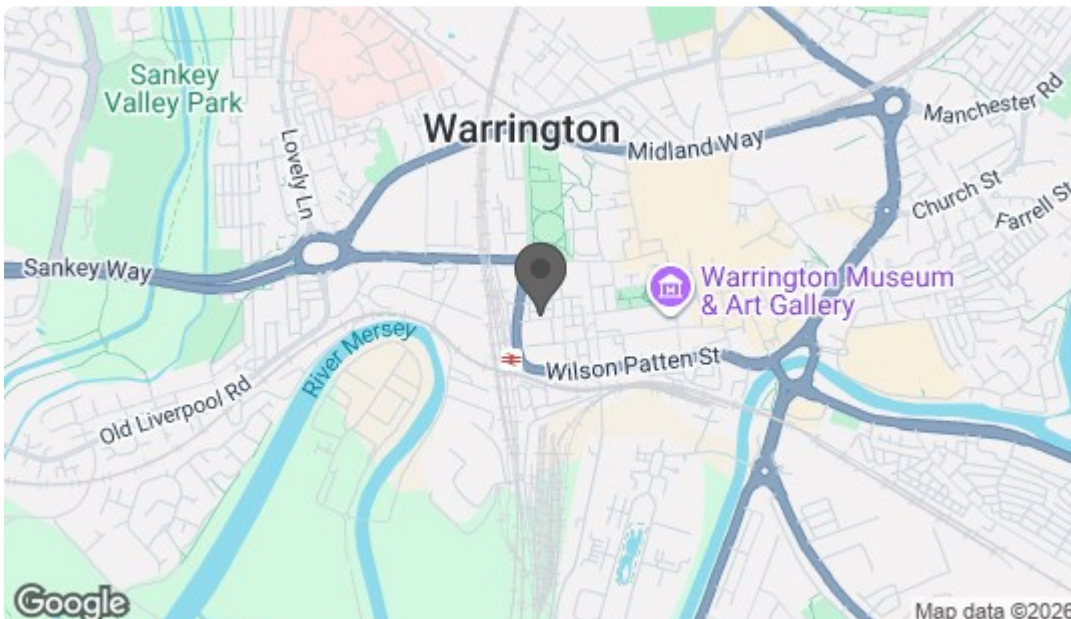 Sankey
Valley Park
Warrington
Midland Way
Manchester Rd
Lovely Ln
Church St
Farrell St
Sankey Way
Warrington Museum
& Art Gallery
River Mersey
Wilson Patten St
Old Liverpool Rd
Google
Map data ©2026